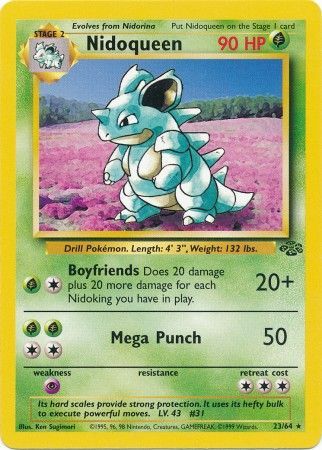 Evolves from Nidorina Put Nidoqueen on the Stage 1 card
STAGE 2
Nidoqueen 90 HP
Drill Pokémon. Length: 4' 3", Weight: 132 lbs.
Boyfriends Does 20 damage
plus 20 more damage for each
Nidoking you have in play.
20+
Mega Punch 50
weakness resistance retreat cost
Its hard scales provide strong protection. It uses its hefty bulk
to execute powerful moves. LV. 43 #31
Illus. Ken Sugimori ©1995, 96, 98 Nintendo, Creatures, GAMEFREAK. ©1999 Wizards. 23/64 ★